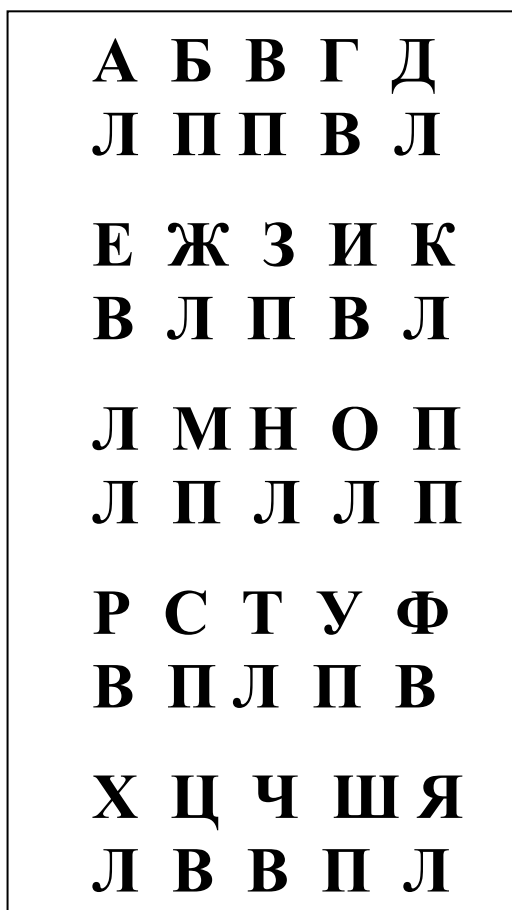 А Б В Г Д
Л П П В Л
Е Ж З И К
В Л П В Л
Л М Н О П
Л П Л Л П
Р С Т У Ф
В П Л П В
Х Ц Ч Ш Я
Л В В П Л